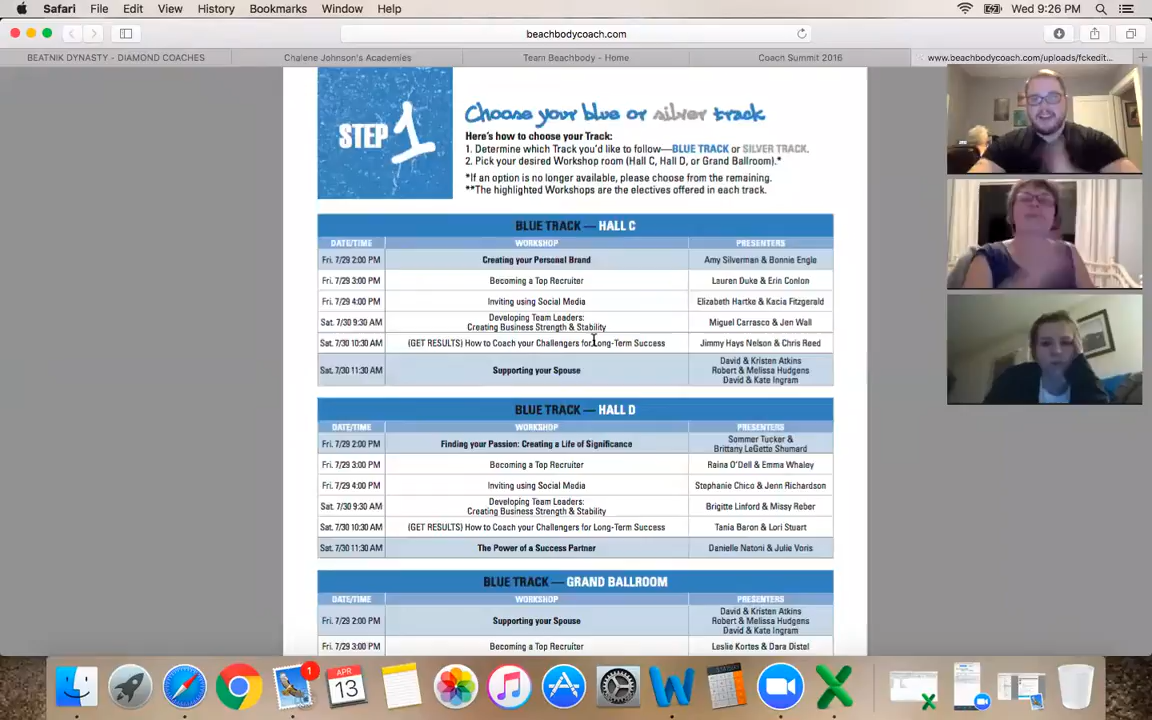 Safari File Edit View History Bookmarks Window Help Wed 9:26 PM
beachbodycoach.com
BEATNIK DYNASTY - DIAMOND COACHES Chalene Johnson's Academies Team Beachbody - Home Coach Summit 2016 www.beachbodycoach.com/uploads/fckedit...
STEP 1
Choose your blue or silver track
Here's how to choose your Track:
1. Determine which Track you'd like to follow—BLUE TRACK or SILVER TRACK.
2. Pick your desired Workshop room (Hall C, Hall D, or Grand Ballroom).*
*If an option is no longer available, please choose from the remaining.
**The highlighted Workshops are the electives offered in each track.
BLUE TRACK — HALL C
DATE/TIME WORKSHOP PRESENTERS
Fri. 7/29 2:00 PM Creating your Personal Brand Amy Silverman & Bonnie Engle
Fri. 7/29 3:00 PM Becoming a Top Recruiter Lauren Duke & Erin Conlon
Fri. 7/29 4:00 PM Inviting using Social Media Elizabeth Hartke & Kacia Fitzgerald
Sat. 7/30 9:30 AM Developing Team Leaders:
Creating Business Strength & Stability Miguel Carrasco & Jen Wall
Sat. 7/30 10:30 AM (GET RESULTS) How to Coach your Challengers for Long-Term Success Jimmy Hays Nelson & Chris Reed
Sat. 7/30 11:30 AM Supporting your Spouse David & Kristen Atkins
Robert & Melissa Hudgens
David & Kate Ingram
BLUE TRACK — HALL D
DATE/TIME WORKSHOP PRESENTERS
Fri. 7/29 2:00 PM Finding your Passion: Creating a Life of Significance Sommer Tucker &
Brittany LeGette Shumard
Fri. 7/29 3:00 PM Becoming a Top Recruiter Raina O'Dell & Emma Whaley
Fri. 7/29 4:00 PM Inviting using Social Media Stephanie Chico & Jenn Richardson
Sat. 7/30 9:30 AM Developing Team Leaders:
Creating Business Strength & Stability Brigitte Linford & Missy Reber
Sat. 7/30 10:30 AM (GET RESULTS) How to Coach your Challengers for Long-Term Success Tania Baron & Lori Stuart
Sat. 7/30 11:30 AM The Power of a Success Partner Danielle Natoni & Julie Voris
BLUE TRACK — GRAND BALLROOM
DATE/TIME WORKSHOP PRESENTERS
Fri. 7/29 2:00 PM Supporting your Spouse David & Kristen Atkins
Robert & Melissa Hudgens
David & Kate Ingram
Fri. 7/29 3:00 PM Becoming a Top Recruiter Leslie Kortes & Dara Distel
1
APR
13